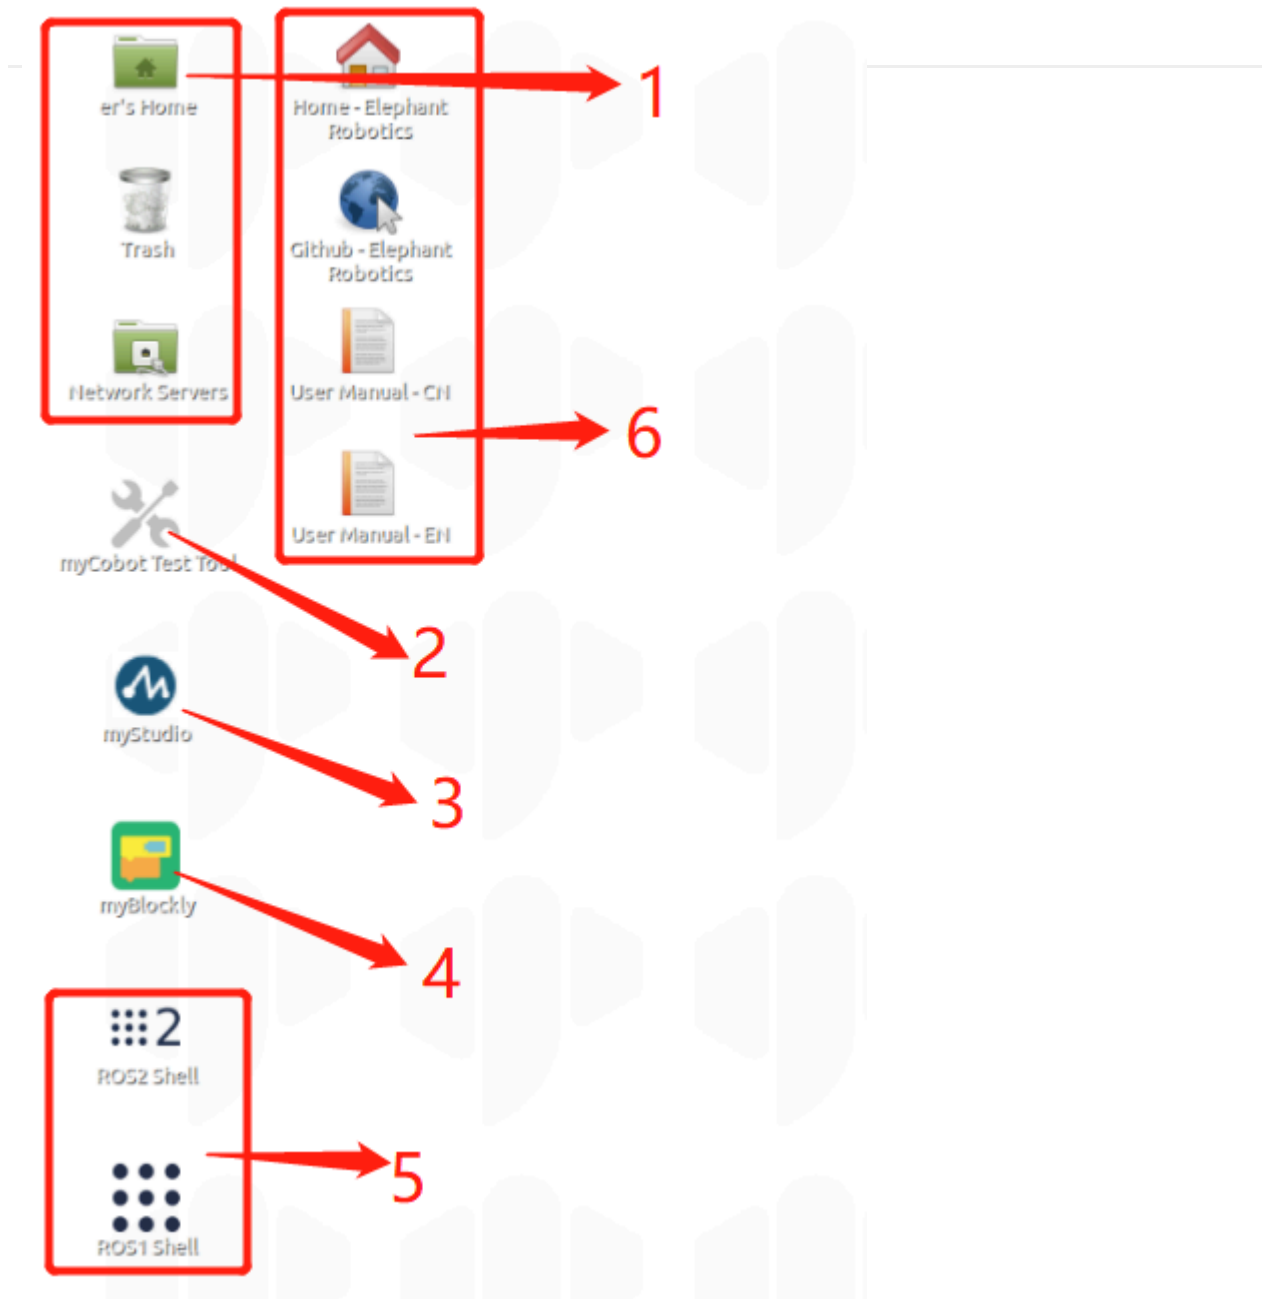 er's Home
Home - Elephant
Robotics
1
Trash
Github - Elephant
Robotics
Network Servers
User Manual - CN
6
User Manual - EN
myCobot Test Tool
2
myStudio
3
myBlockly
4
2
ROS2 Shell
5
ROS1 Shell